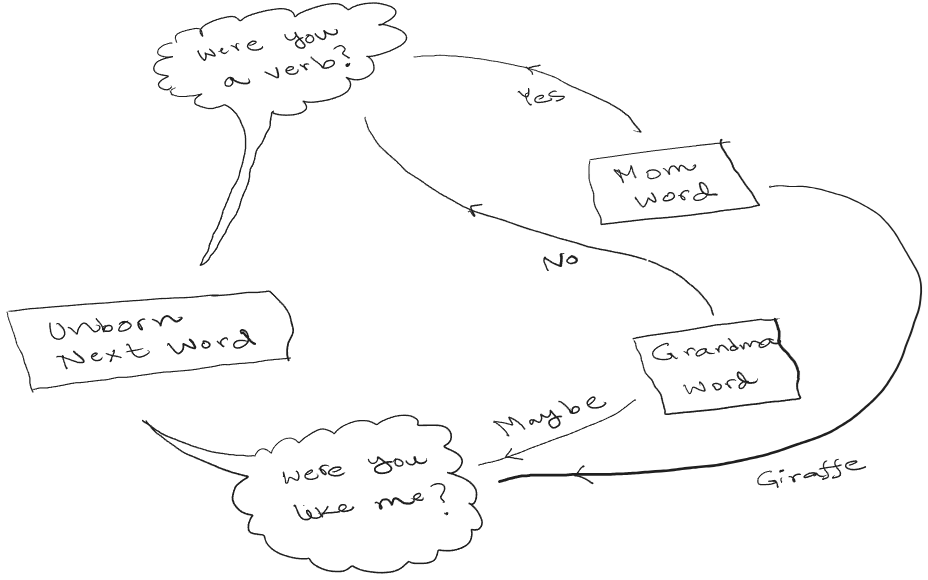 Were you
a verb?
Yes
Mom
Word
No
Unborn
Next Word
Grandma
Word
Maybe
Were you
like me?
Giraffe